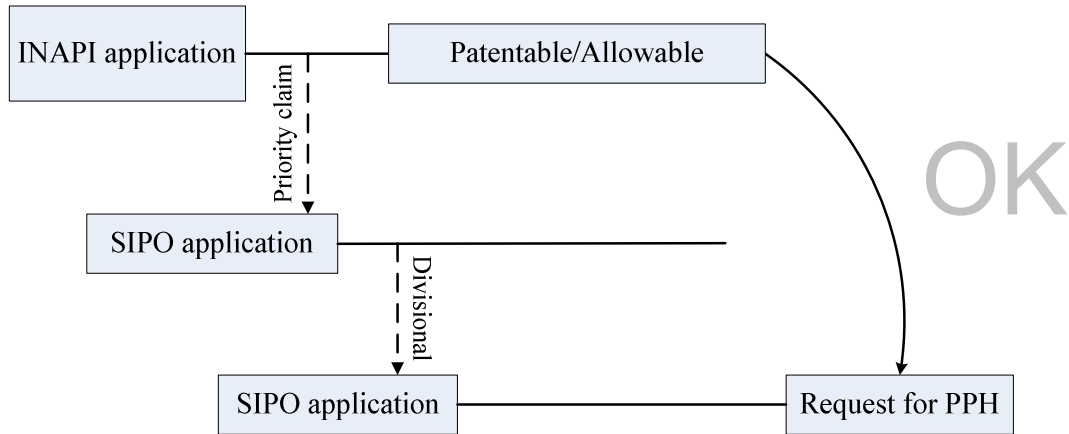 INAPI application
Patentable/Allowable
Priority claim
OK
SIPO application
Divisional
SIPO application
Request for PPH